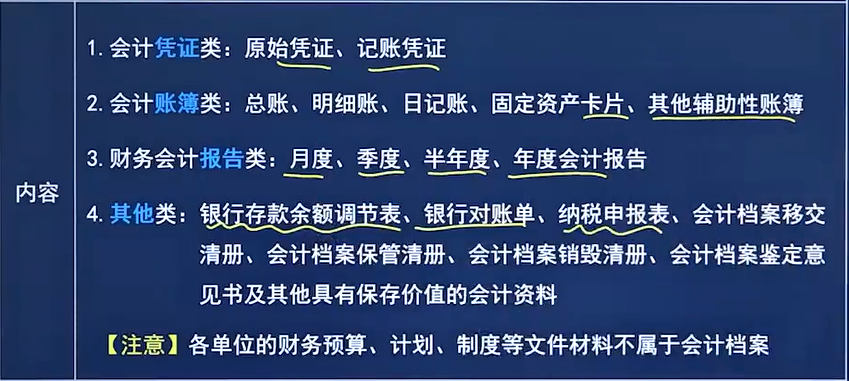 内容
1. 会计凭证类：原始凭证、记账凭证
2. 会计账簿类：总账、明细账、日记账、固定资产卡片、其他辅助性账簿
3. 财务会计报告类：月度、季度、半年度、年度会计报告
4. 其他类：银行存款余额调节表、银行对账单、纳税申报表、会计档案移交
清册、会计档案保管清册、会计档案销毁清册、会计档案鉴定意
见书及其他具有保存价值的会计资料
【注意】各单位的财务预算、计划、制度等文件材料不属于会计档案